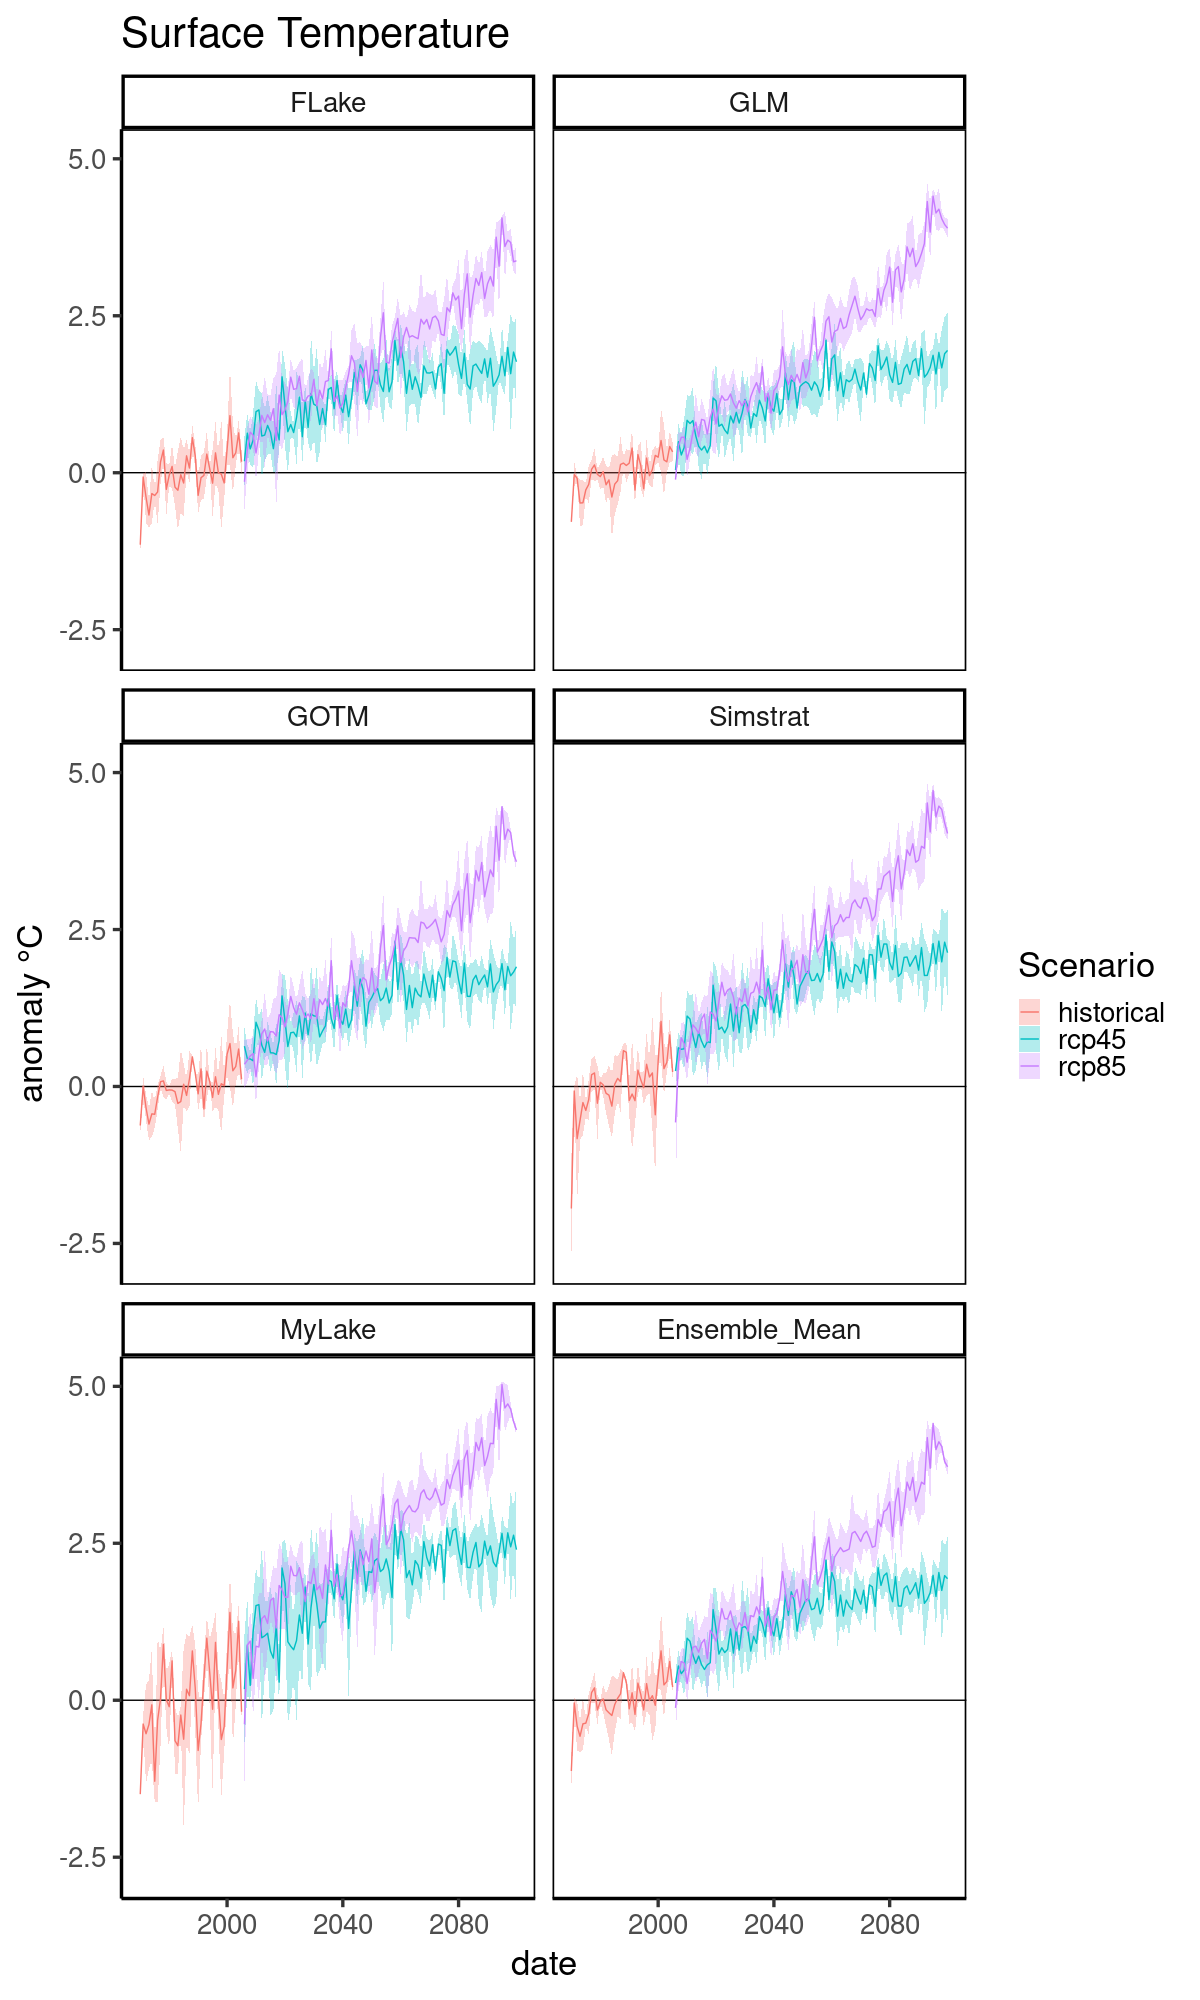 Surface Temperature
FLake
GLM
5.0
2.5
0.0
-2.5
GOTM
Simstrat
5.0
2.5
0.0
-2.5
anomaly °C
Scenario
historical
rcp45
rcp85
MyLake
Ensemble_Mean
5.0
2.5
0.0
-2.5
2000 2040 2080
2000 2040 2080
date